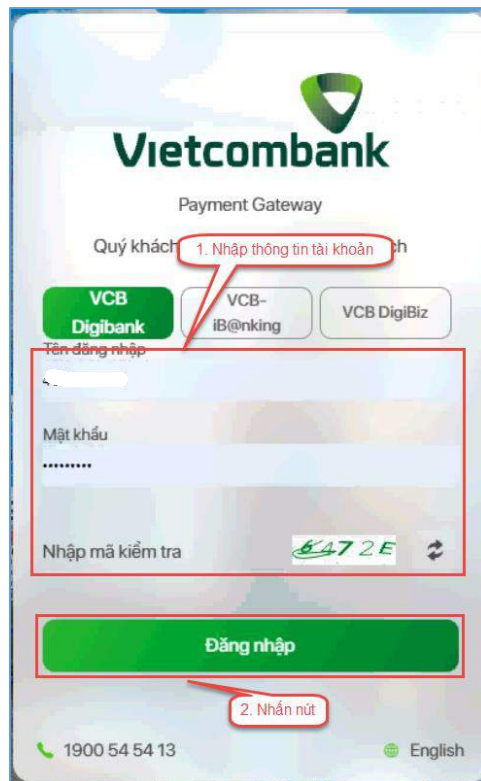 Vietcombank
Payment Gateway
Quý khách
1. Nhập thông tin tài khoản
VCB Digibank
VCB-iB@nking
VCB DigiBiz
Tên đăng nhập
Mật khẩu
Nhập mã kiểm tra
6472E
Đăng nhập
2. Nhấn nút
1900 54 54 13
English